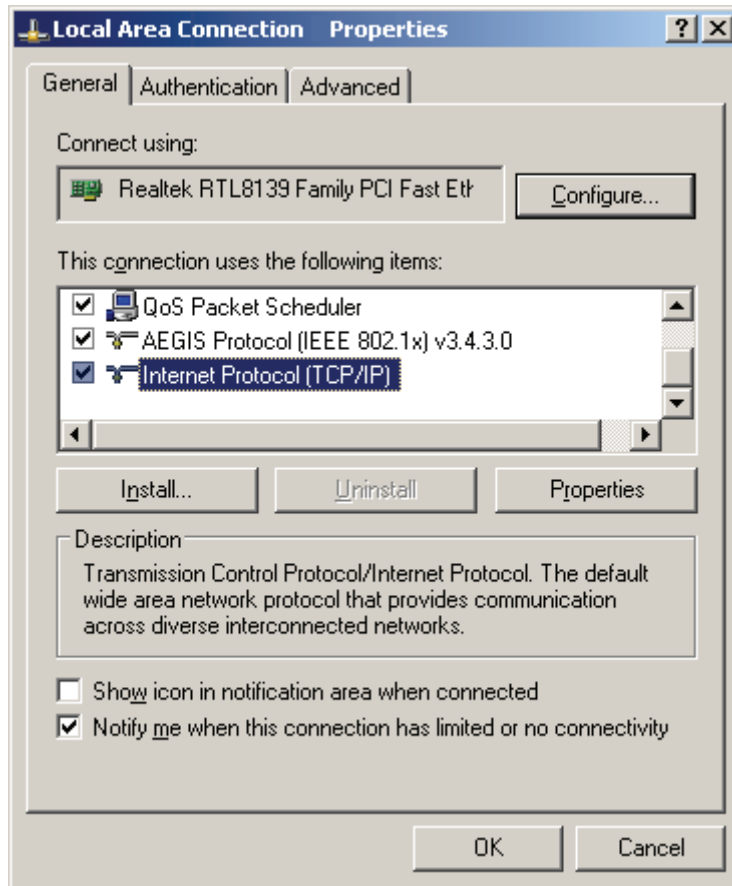 Local Area Connection Properties
General Authentication Advanced
Connect using:
Realtek RTL8139 Family PCI Fast Eth
Configure...
This connection uses the following items:
QoS Packet Scheduler
AEGIS Protocol (IEEE 802.1x) v3.4.3.0
Internet Protocol (TCP/IP)
Install... Uninstall Properties
Description
Transmission Control Protocol/Internet Protocol. The default
wide area network protocol that provides communication
across diverse interconnected networks.
Show icon in notification area when connected
Notify me when this connection has limited or no connectivity
OK Cancel